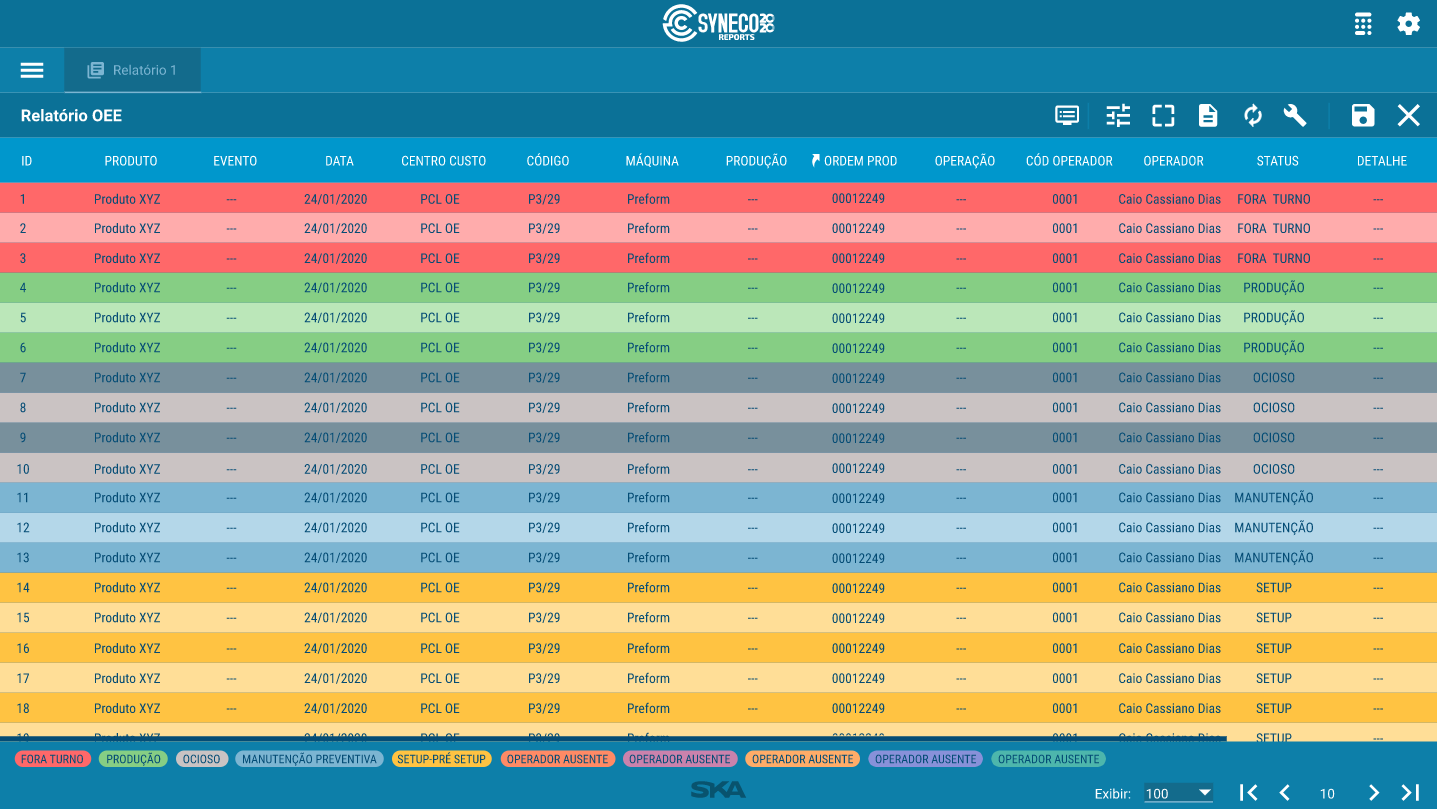 SYNECO 2020
REPORTS
Relatório 1
Relatório OEE
ID PRODUTO EVENTO DATA CENTRO CUSTO CÓDIGO MÁQUINA PRODUÇÃO ORDEM PROD OPERAÇÃO CÓD OPERADOR OPERADOR STATUS DETALHE
1 Produto XYZ --- 24/01/2020 PCL OE P3/29 Preform --- 00012249 --- 0001 Caio Cassiano Dias FORA TURNO ---
2 Produto XYZ --- 24/01/2020 PCL OE P3/29 Preform --- 00012249 --- 0001 Caio Cassiano Dias FORA TURNO ---
3 Produto XYZ --- 24/01/2020 PCL OE P3/29 Preform --- 00012249 --- 0001 Caio Cassiano Dias FORA TURNO ---
4 Produto XYZ --- 24/01/2020 PCL OE P3/29 Preform --- 00012249 --- 0001 Caio Cassiano Dias PRODUÇÃO ---
5 Produto XYZ --- 24/01/2020 PCL OE P3/29 Preform --- 00012249 --- 0001 Caio Cassiano Dias PRODUÇÃO ---
6 Produto XYZ --- 24/01/2020 PCL OE P3/29 Preform --- 00012249 --- 0001 Caio Cassiano Dias PRODUÇÃO ---
7 Produto XYZ --- 24/01/2020 PCL OE P3/29 Preform --- 00012249 --- 0001 Caio Cassiano Dias OCIOSO ---
8 Produto XYZ --- 24/01/2020 PCL OE P3/29 Preform --- 00012249 --- 0001 Caio Cassiano Dias OCIOSO ---
9 Produto XYZ --- 24/01/2020 PCL OE P3/29 Preform --- 00012249 --- 0001 Caio Cassiano Dias OCIOSO ---
10 Produto XYZ --- 24/01/2020 PCL OE P3/29 Preform --- 00012249 --- 0001 Caio Cassiano Dias OCIOSO ---
11 Produto XYZ --- 24/01/2020 PCL OE P3/29 Preform --- 00012249 --- 0001 Caio Cassiano Dias MANUTENÇÃO ---
12 Produto XYZ --- 24/01/2020 PCL OE P3/29 Preform --- 00012249 --- 0001 Caio Cassiano Dias MANUTENÇÃO ---
13 Produto XYZ --- 24/01/2020 PCL OE P3/29 Preform --- 00012249 --- 0001 Caio Cassiano Dias MANUTENÇÃO ---
14 Produto XYZ --- 24/01/2020 PCL OE P3/29 Preform --- 00012249 --- 0001 Caio Cassiano Dias SETUP ---
15 Produto XYZ --- 24/01/2020 PCL OE P3/29 Preform --- 00012249 --- 0001 Caio Cassiano Dias SETUP ---
16 Produto XYZ --- 24/01/2020 PCL OE P3/29 Preform --- 00012249 --- 0001 Caio Cassiano Dias SETUP ---
17 Produto XYZ --- 24/01/2020 PCL OE P3/29 Preform --- 00012249 --- 0001 Caio Cassiano Dias SETUP ---
18 Produto XYZ --- 24/01/2020 PCL OE P3/29 Preform --- 00012249 --- 0001 Caio Cassiano Dias SETUP ---
SETUP ---
FORA TURNO PRODUÇÃO OCIOSO MANUTENÇÃO PREVENTIVA SETUP-PRÉ SETUP OPERADOR AUSENTE OPERADOR AUSENTE OPERADOR AUSENTE OPERADOR AUSENTE OPERADOR AUSENTE
SKA
Exibir: 100 10